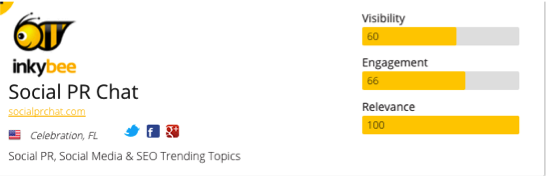 inkybee
Social PR Chat
socialprchat.com
Celebration, FL
Social PR, Social Media & SEO Trending Topics
Visibility
60
Engagement
66
Relevance
100